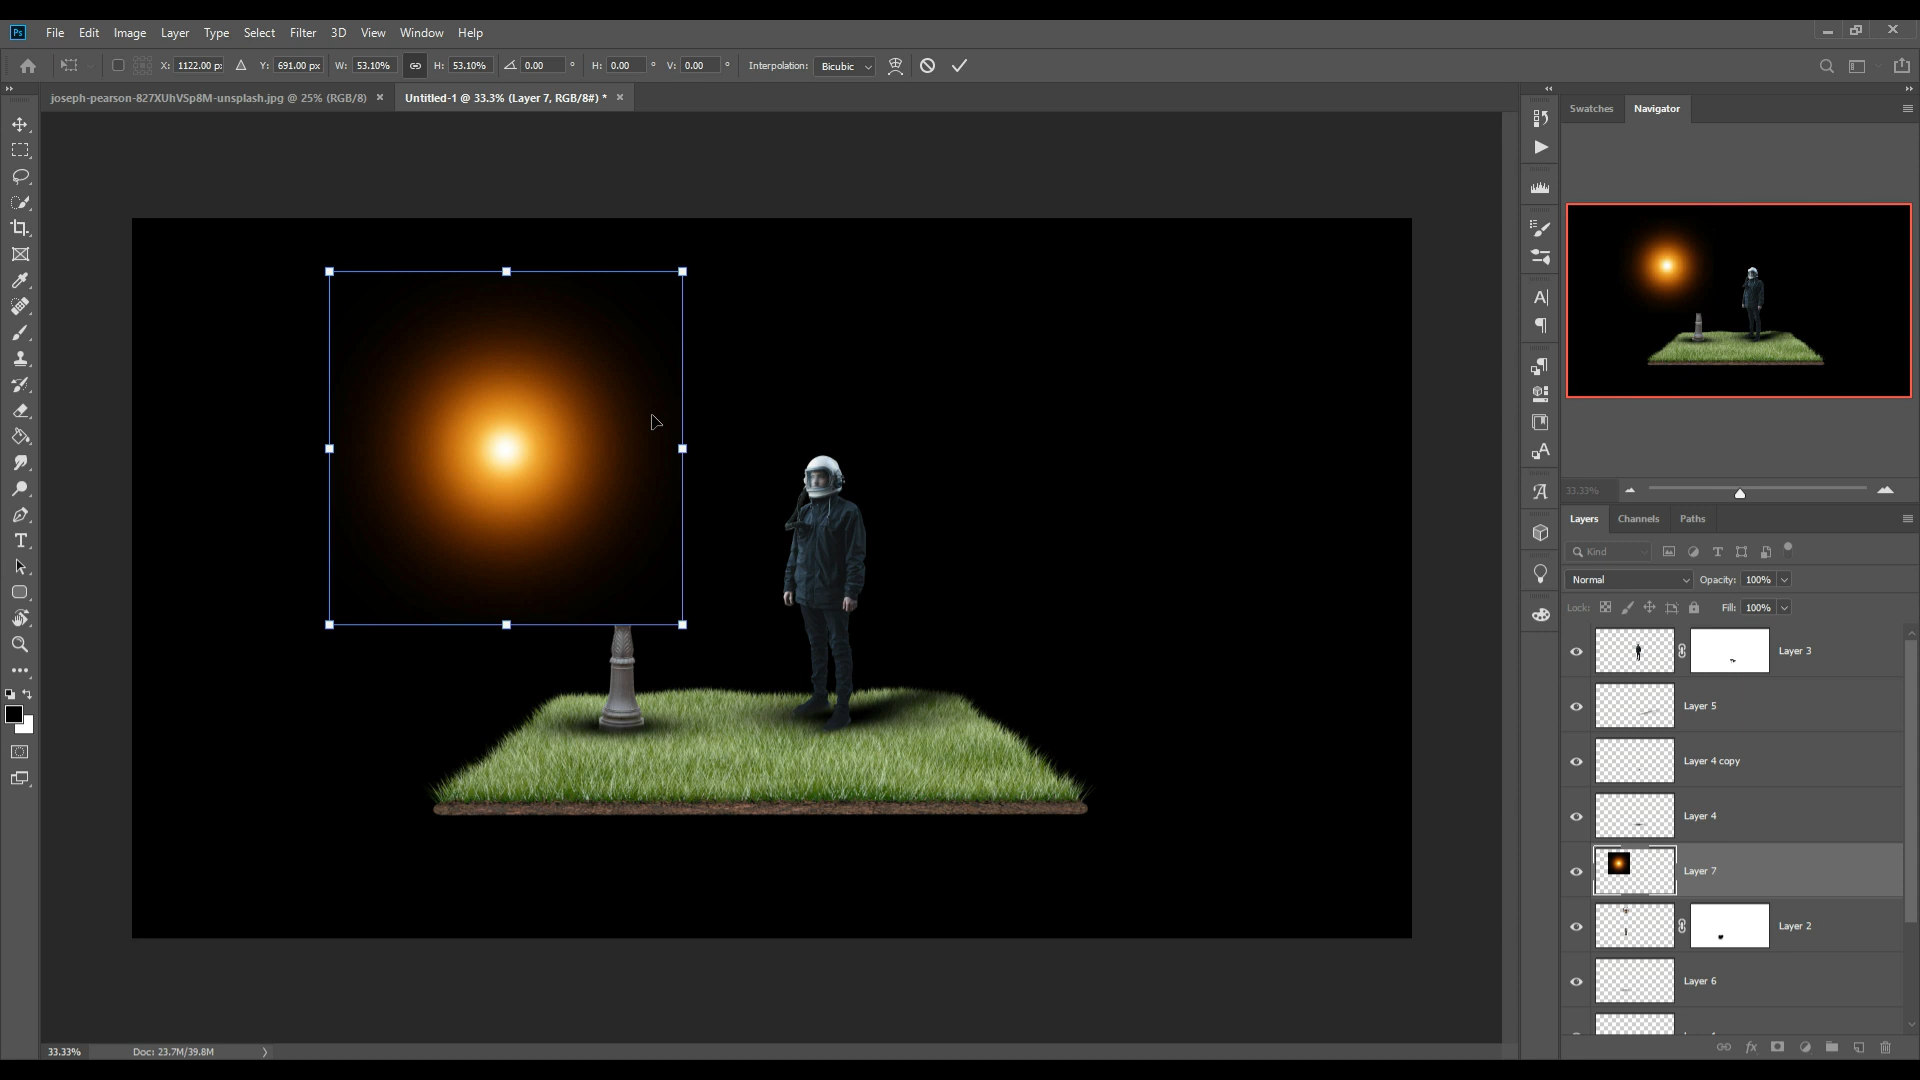 Ps File Edit Image Layer Type Select Filter 3D View Window Help
X: 1122.00 p: Y: 691.00 px W: 53.10% H: 53.10% 0.00 ° H: 0.00 ° V: 0.00 ° Interpolation: Bicubic
joseph-pearson-827XUhVSp8M-unsplash.jpg @ 25% (RGB/8) × Untitled-1 @ 33.3% (Layer 7, RGB/8#) * ×
Swatches Navigator
33.33%
Layers Channels Paths
Kind
Normal Opacity: 100%
Lock: Fill: 100%
Layer 3
Layer 5
Layer 4 copy
Layer 4
Layer 7
Layer 2
Layer 6
33.33% Doc: 23.7M/39.8M